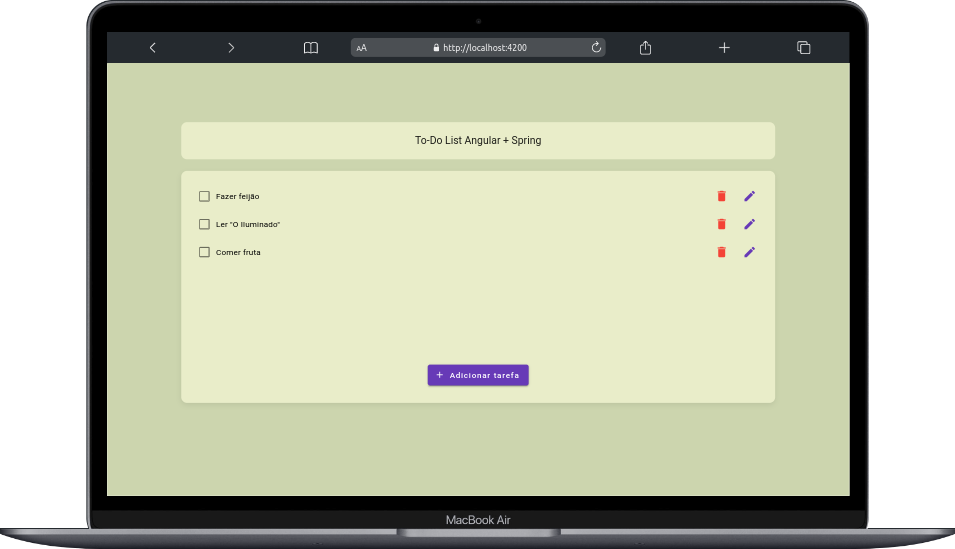 AA
http://localhost:4200
To-Do List Angular + Spring
Fazer feijão
Ler "O Iluminado"
Comer fruta
+ Adicionar tarefa
MacBook Air